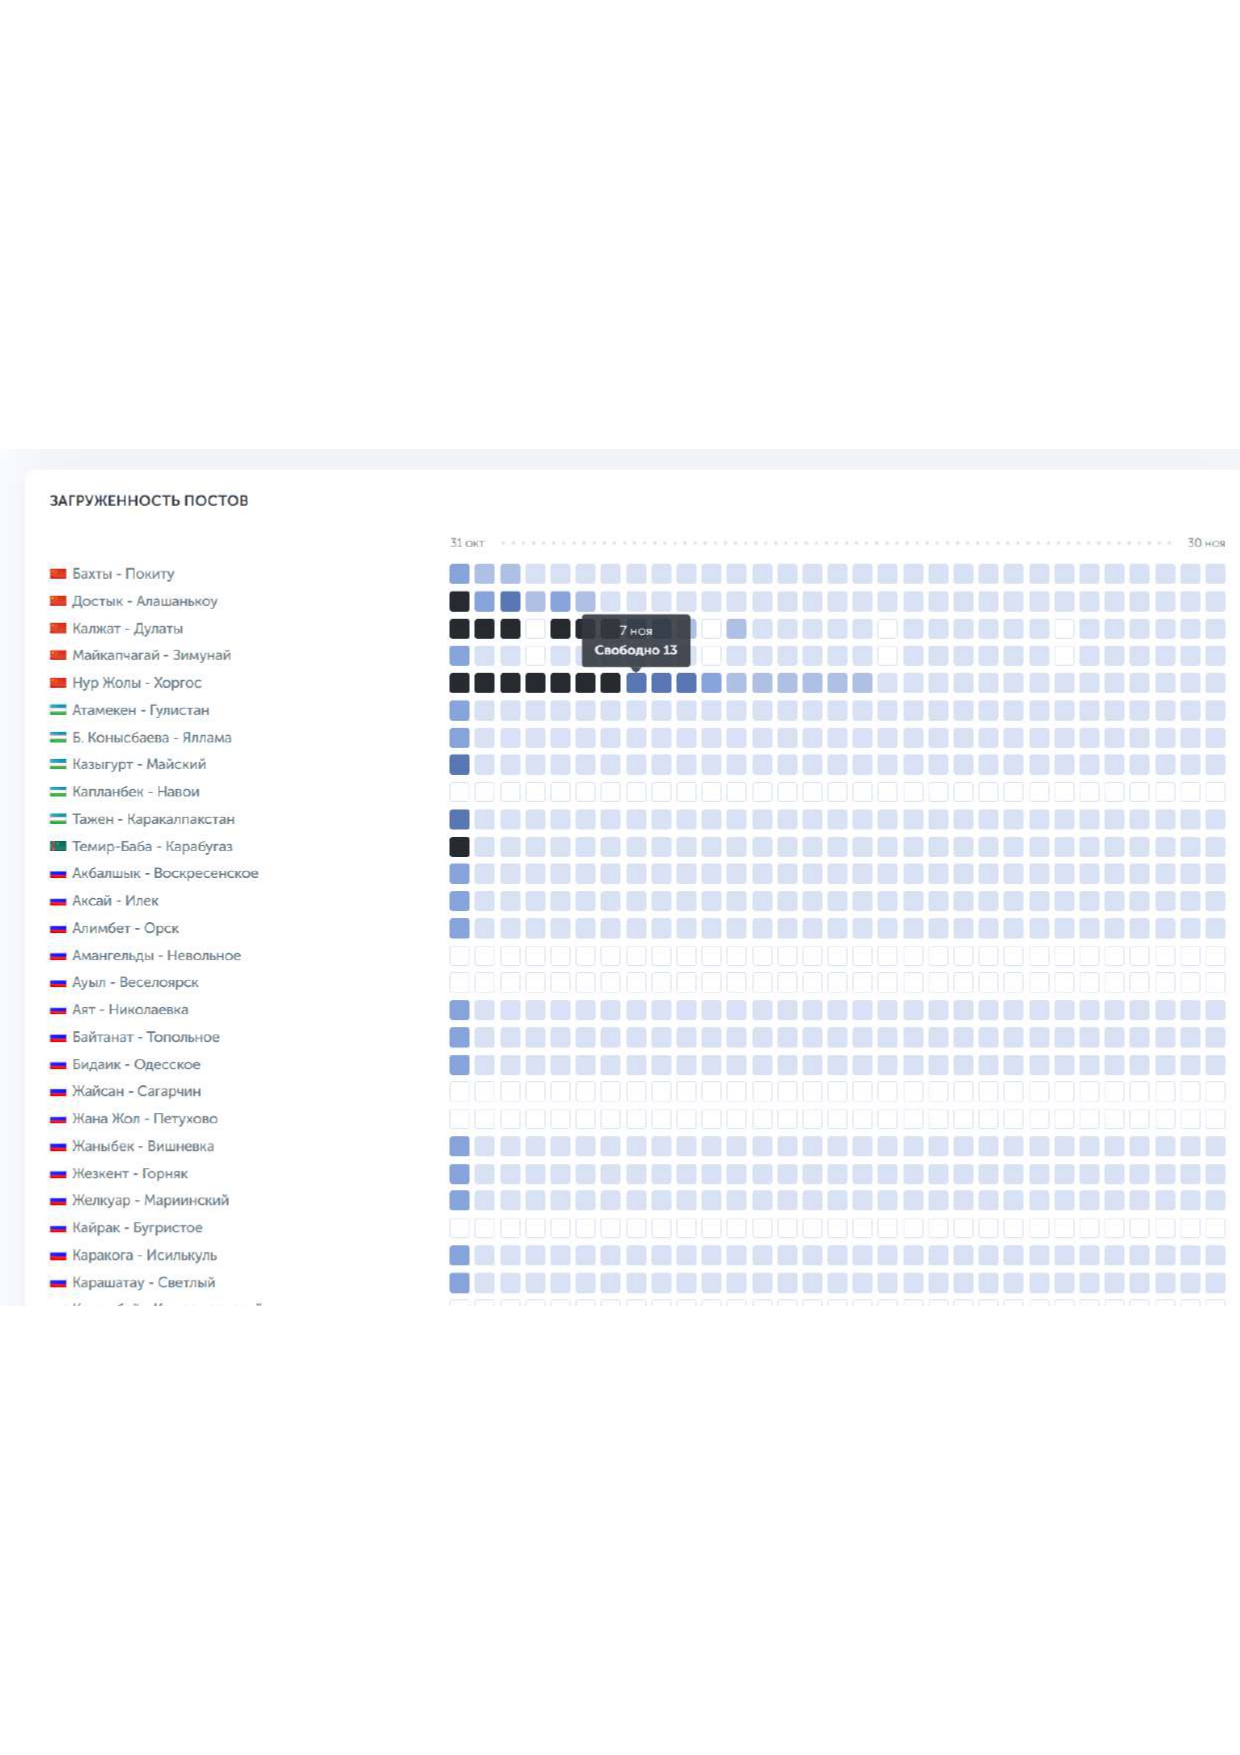 ЗАГРУЖЕННОСТЬ ПОСТОВ
31 окт 30 ноя
Бахты - Покиту
Достык - Алашанькоу
Калжат - Дулаты
7 ноя
Майкапчагай - Зимунай
Свободно 13
Нур Жолы - Хоргос
Атамекен - Гулистан
Б. Конысбаева - Яллама
Казыгурт - Майский
Капланбек - Навои
Тажен - Каракалпакстан
Темир-Баба - Карабугаз
Акбалшык - Воскресенское
Аксай - Илек
Алимбет - Орск
Амангельды - Невольное
Ауыл - Веселоярск
Аят - Николаевка
Байтанат - Топольное
Бидаик - Одесское
Жайсан - Сагарчин
Жана Жол - Петухово
Жаныбек - Вишневка
Жезкент - Горняк
Желкуар - Мариинский
Кайрак - Бугристое
Каракога - Исилькуль
Карашатау - Светлый